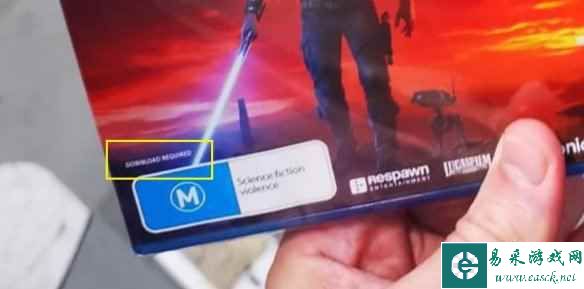 DOWNLOAD REQUIRED
M
Science fiction
violence
RESPAWN
ENTERTAINMENT
LUCASFILM
易采游戏网
www.easck.net